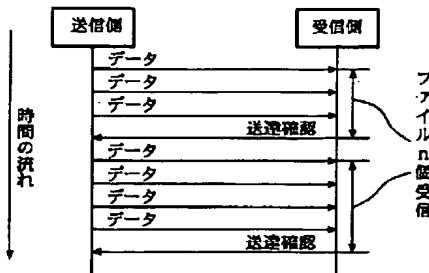 送信側
受信側
データ
データ
データ
送達確認
データ
データ
データ
データ
送達確認
時間の流れ
ファイルn個受信